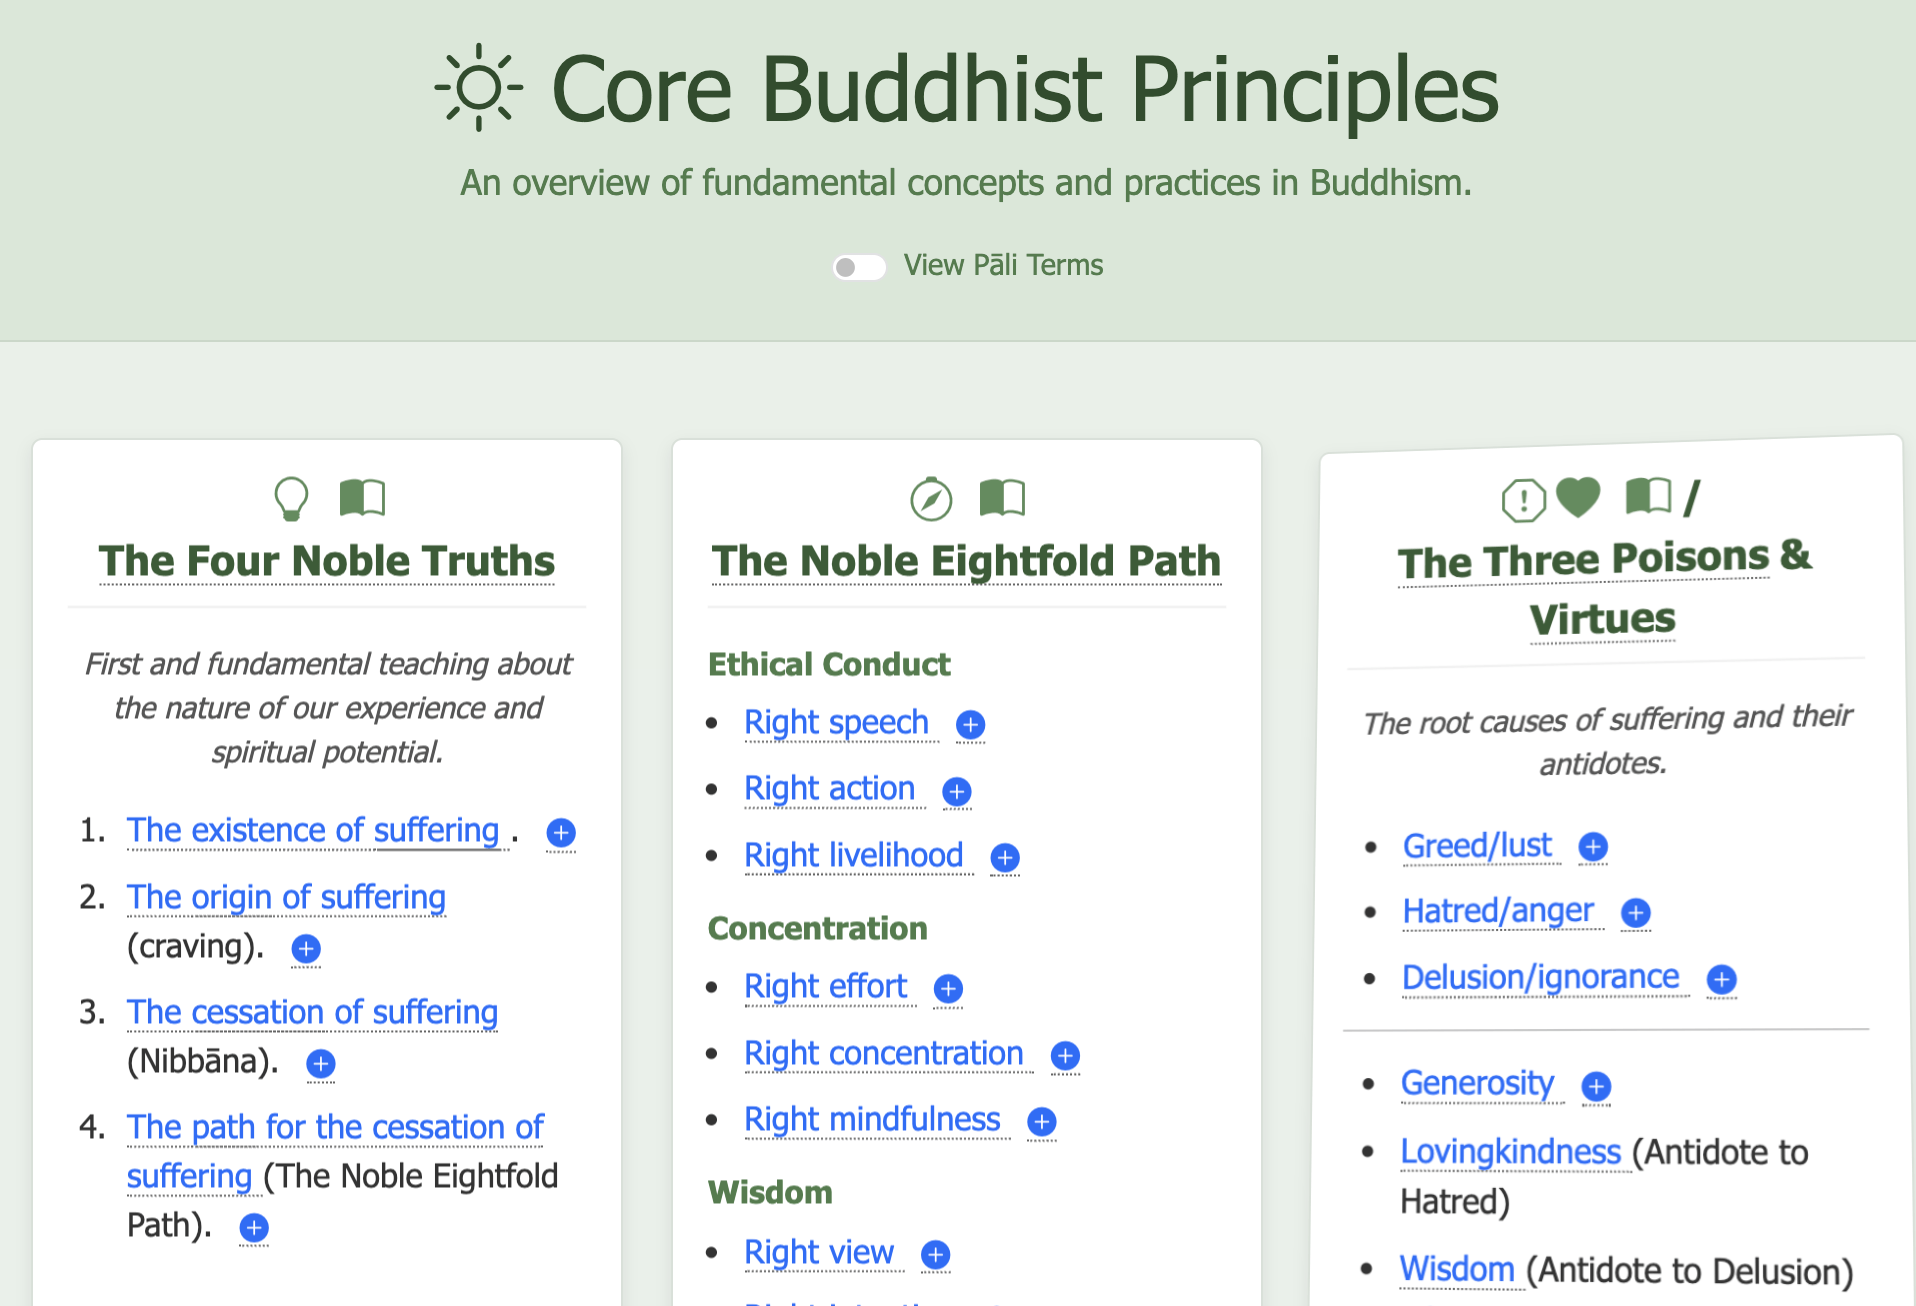 Core Buddhist Principles
An overview of fundamental concepts and practices in Buddhism.
View Pāli Terms
The Four Noble Truths
First and fundamental teaching about
the nature of our experience and
spiritual potential.
1. The existence of suffering .
2. The origin of suffering
(craving).
3. The cessation of suffering
(Nibbāna).
4. The path for the cessation of
suffering (The Noble Eightfold
Path).
The Noble Eightfold Path
Ethical Conduct
• Right speech
• Right action
• Right livelihood
Concentration
• Right effort
• Right concentration
• Right mindfulness
Wisdom
• Right view
/
The Three Poisons &
Virtues
The root causes of suffering and their
antidotes.
• Greed/lust
• Hatred/anger
• Delusion/ignorance
• Generosity
• Lovingkindness (Antidote to
Hatred)
• Wisdom (Antidote to Delusion)